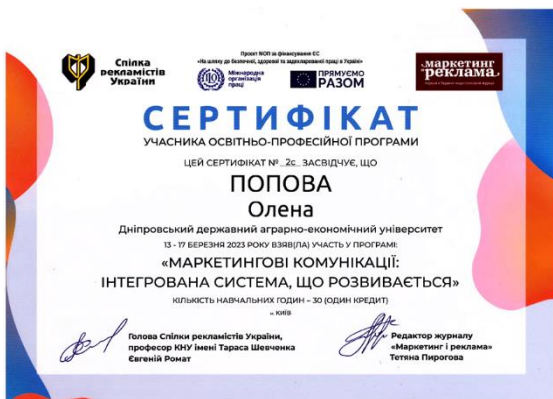 Спілка
рекламістів
України
Проєкт МОП за фінансування ЄС
«На шляху до безпечної, здорової та задекларованої праці в Україні»
Міжнародна
організація
праці
ПРЯМУЄМО
РАЗОМ
маркетинг
реклама
СЕРТИФІКАТ
УЧАСНИКА ОСВІТНЬО-ПРОФЕСІЙНОЇ ПРОГРАМИ
ЦЕЙ СЕРТИФІКАТ № 2с ЗАСВІДЧУЄ, ЩО
ПОПОВА
Олена
Дніпровський державний аграрно-економічний університет
13 - 17 БЕРЕЗНЯ 2023 РОКУ ВЗЯВ(ЛА) УЧАСТЬ У ПРОГРАМІ:
«МАРКЕТИНГОВІ КОМУНІКАЦІЇ:
ІНТЕГРОВАНА СИСТЕМА, ЩО РОЗВИВАЄТЬСЯ»
КІЛЬКІСТЬ НАВЧАЛЬНИХ ГОДИН – 30 (ОДИН КРЕДИТ)
м. КИЇВ
Голова Спілки рекламістів України,
професор КНУ імені Тараса Шевченка
Євгеній Ромат
Редактор журналу
«Маркетинг і реклама»
Тетяна Пирогова